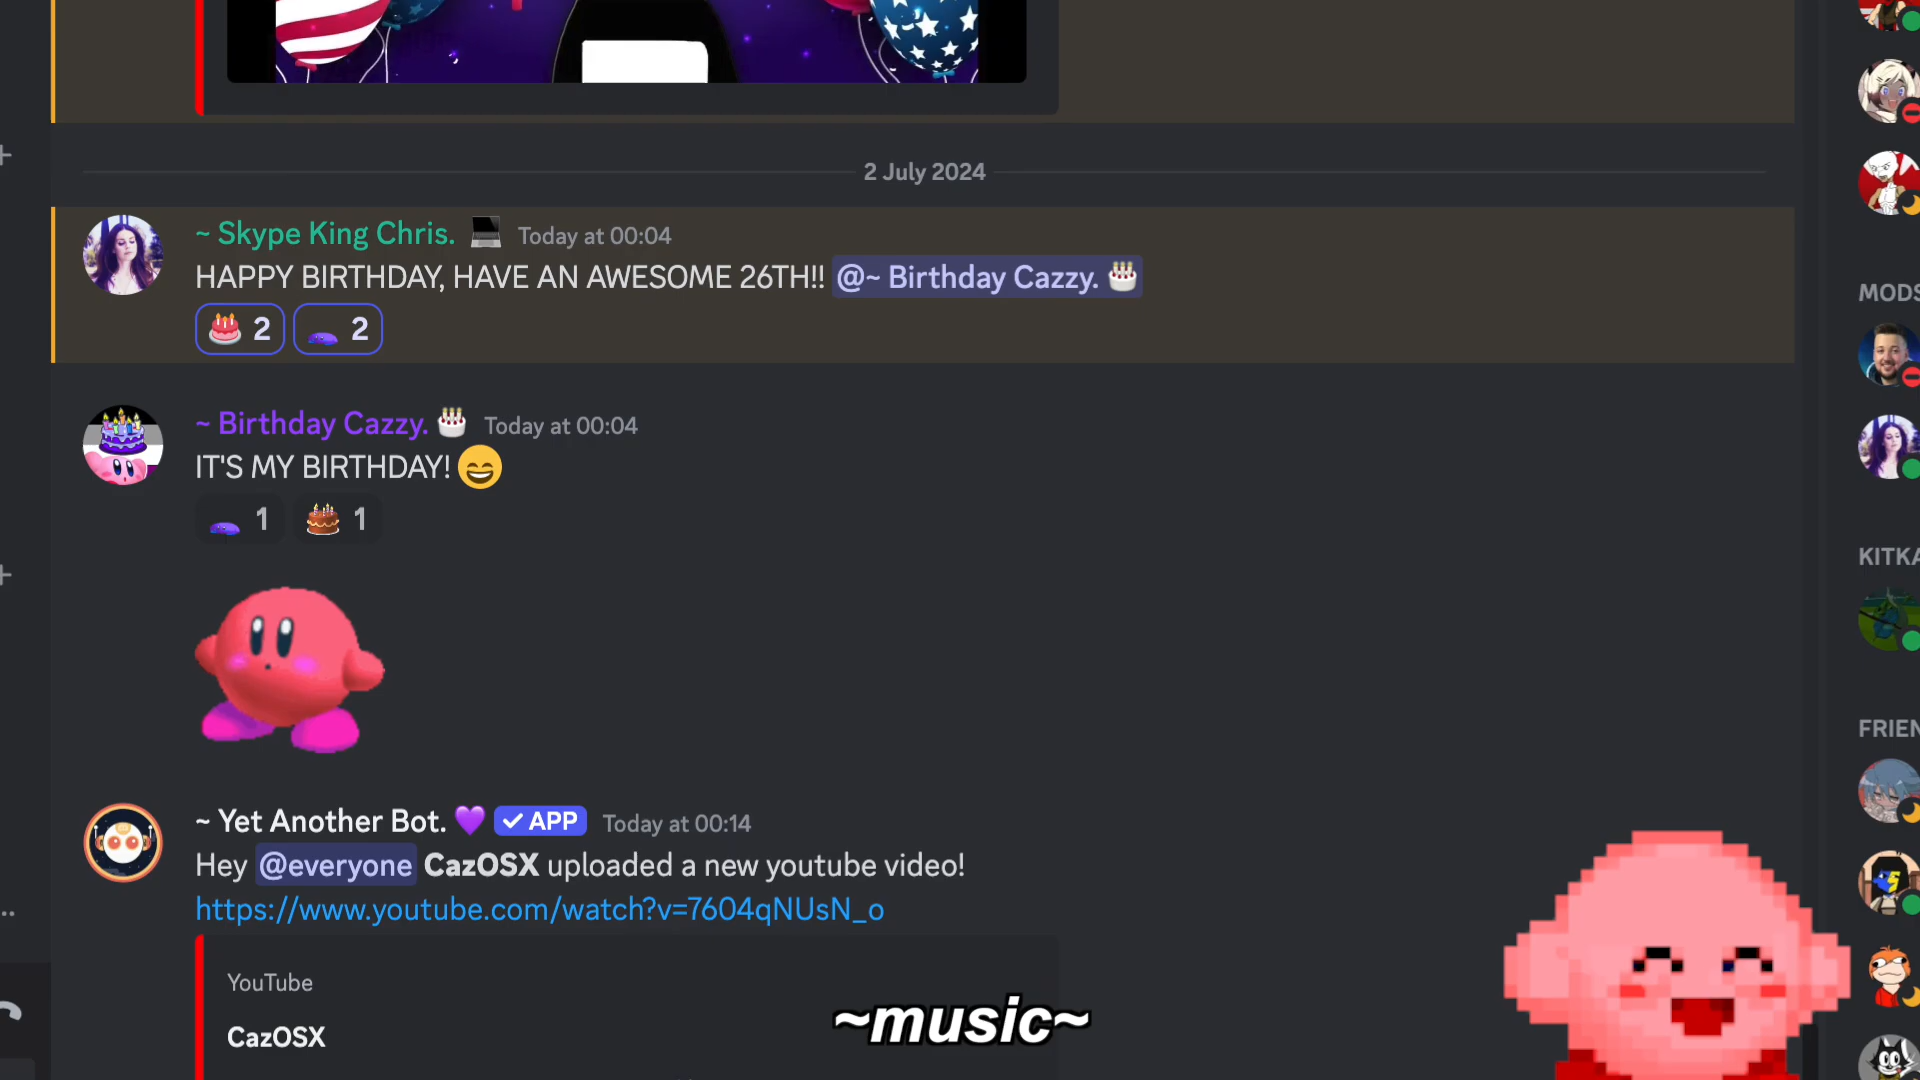 2 July 2024
~ Skype King Chris. 💻 Today at 00:04
HAPPY BIRTHDAY, HAVE AN AWESOME 26TH!! @~ Birthday Cazzy. 🎂
2 2
~ Birthday Cazzy. 🎂 Today at 00:04
IT'S MY BIRTHDAY! 😄
1 1
~ Yet Another Bot. 💜 ✓ APP Today at 00:14
Hey @everyone CazOSX uploaded a new youtube video!
https://www.youtube.com/watch?v=7604qNUsN_o
YouTube
CazOSX
~music~
MODS
KITKA
FRIEN